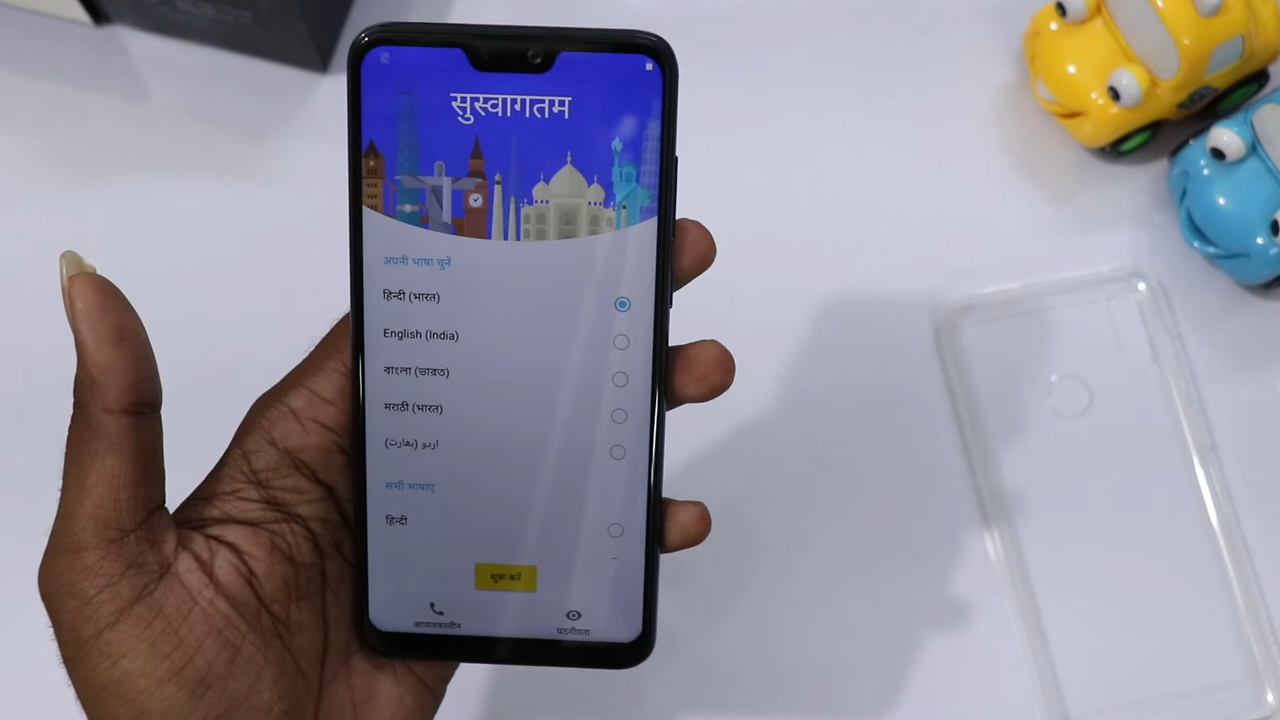 सुस्वागतम
अपनी भाषा चुनें
हिन्दी (भारत)
English (India)
বাংলা (ভারত)
मराठी (भारत)
اردو (بھارت)
सभी भाषाएं
हिन्दी
शुरू करें
आपातकालीन
पठनीयता